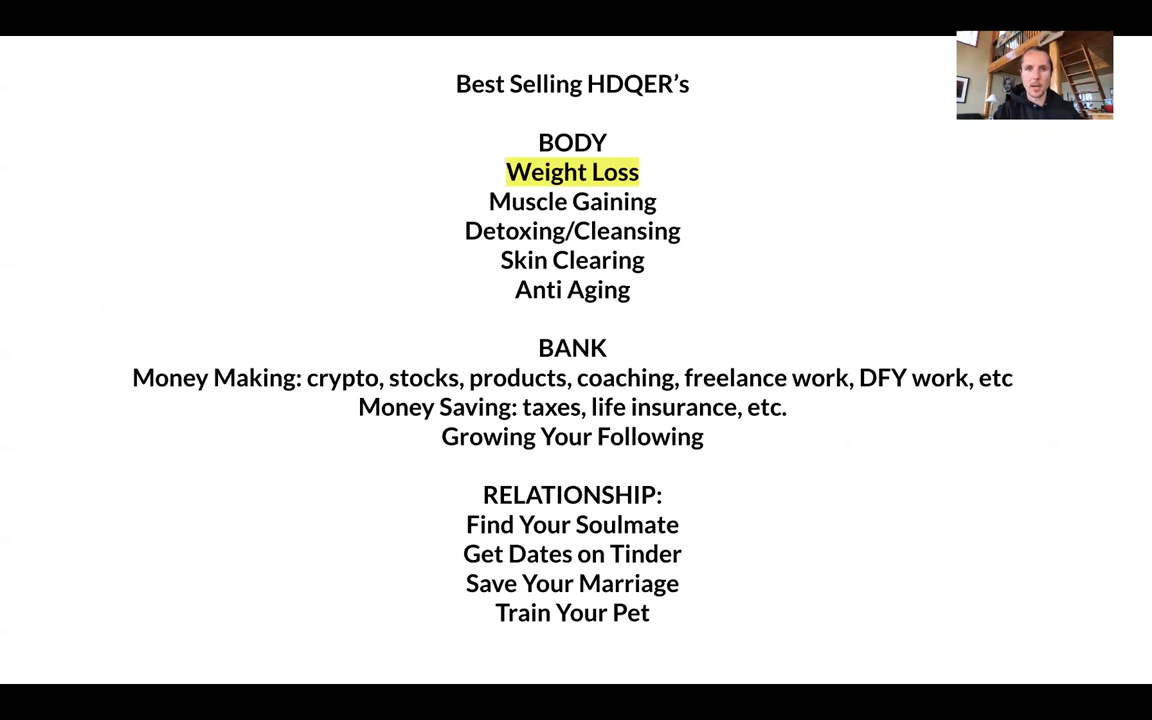 Best Selling HDQER’s
BODY
Weight Loss
Muscle Gaining
Detoxing/Cleansing
Skin Clearing
Anti Aging
BANK
Money Making: crypto, stocks, products, coaching, freelance work, DFY work, etc
Money Saving: taxes, life insurance, etc.
Growing Your Following
RELATIONSHIP:
Find Your Soulmate
Get Dates on Tinder
Save Your Marriage
Train Your Pet